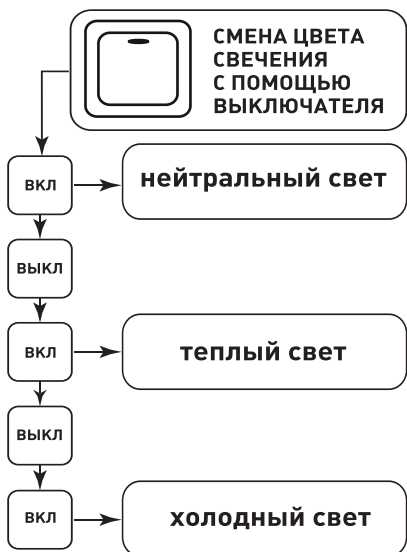 СМЕНА ЦВЕТА
СВЕЧЕНИЯ
С ПОМОЩЬЮ
ВЫКЛЮЧАТЕЛЯ
ВКЛ
нейтральный свет
ВЫКЛ
ВКЛ
теплый свет
ВЫКЛ
ВКЛ
холодный свет